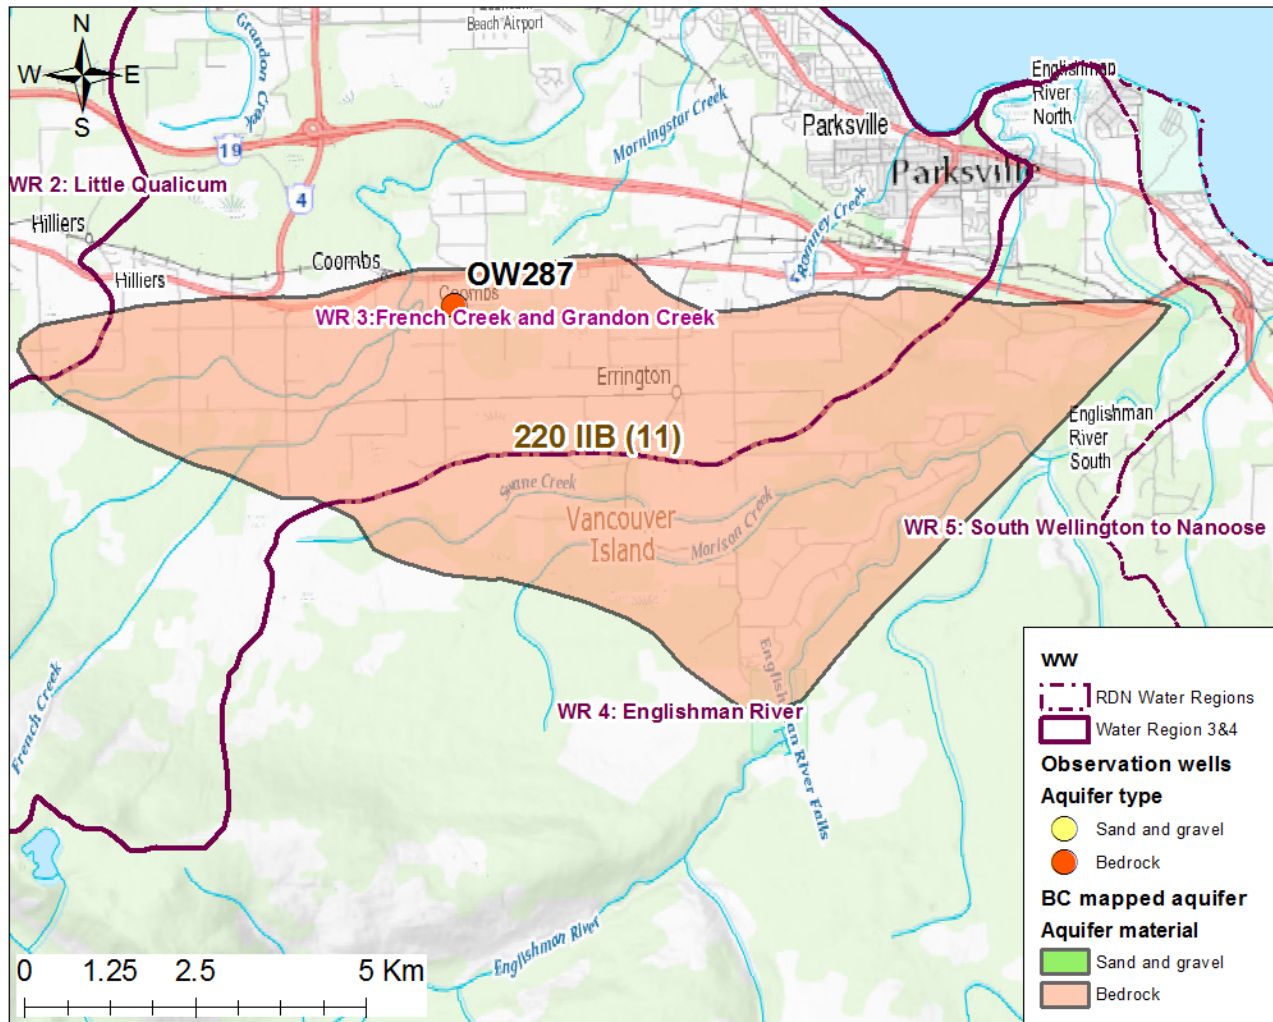 Beach Airport
N
W E
S
Grandon
Creek
19
4
Morningstar Creek
Parksville
Parksville
Englishman
River
North
WR 2: Little Qualicum
Hilliers
Hilliers
Coombs
Romney Creek
OW287
Coombs
WR 3:French Creek and Grandon Creek
Errington
220 IIB (11)
Englishman
River
South
Swane Creek
Vancouver
Island
Morison Creek
WR 5: South Wellington to Nanoose
French Creek
WR 4: Englishman River
Englishman River Falls
Englishman River
0 1.25 2.5 5 Km
WW
RDN Water Regions
Water Region 3&4
Observation wells
Aquifer type
Sand and gravel
Bedrock
BC mapped aquifer
Aquifer material
Sand and gravel
Bedrock